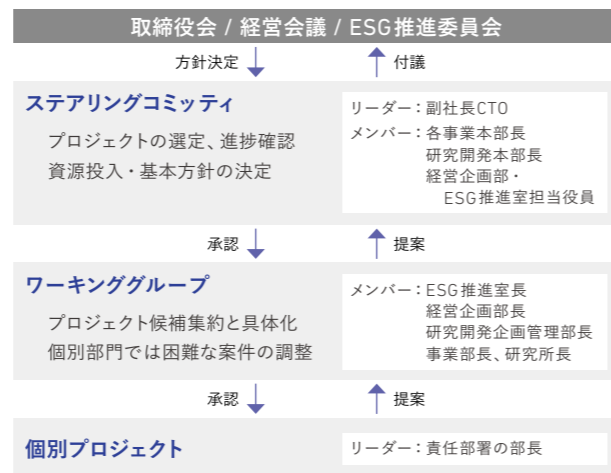 取締役会 / 経営会議 / ESG推進委員会
方針決定
付議
ステアリングコミッティ
プロジェクトの選定、進捗確認
資源投入・基本方針の決定
リーダー：副社長CTO
メンバー：各事業本部長
研究開発本部長
経営企画部・
ESG推進室担当役員
承認
提案
ワーキンググループ
プロジェクト候補集約と具体化
個別部門では困難な案件の調整
メンバー：ESG推進室長
経営企画部長
研究開発企画管理部長
事業部長、研究所長
承認
提案
個別プロジェクト
リーダー：責任部署の部長